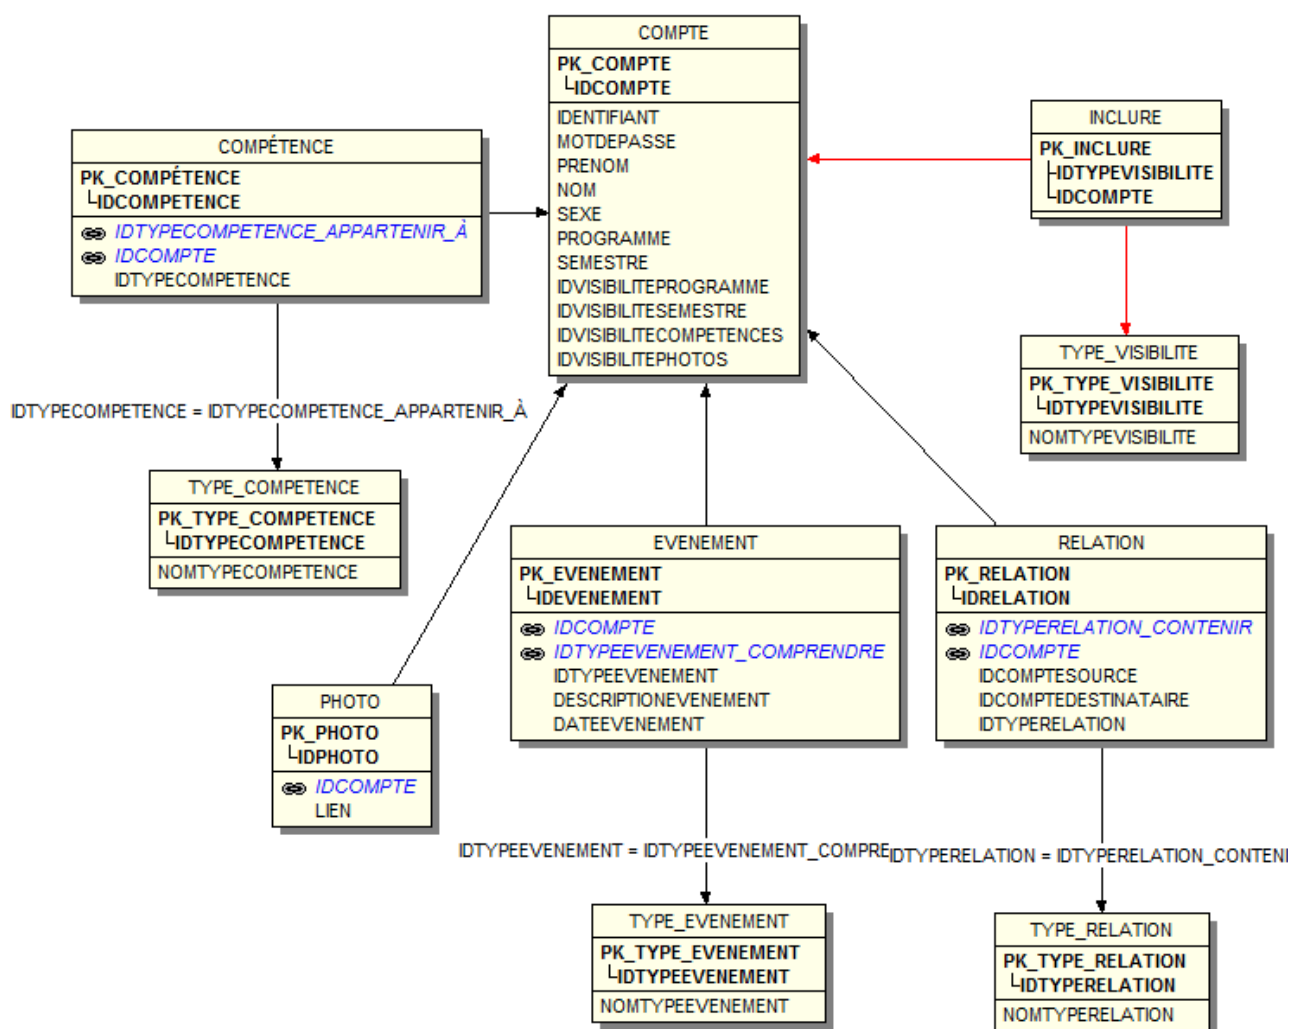 COMPTE
PK_COMPTE
IDCOMPTE
IDENTIFIANT
MOTDEPASSE
PRENOM
NOM
SEXE
PROGRAMME
SEMESTRE
IDVISIBILITEPROGRAMME
IDVISIBILITESEMESTRE
IDVISIBILITECOMPETENCES
IDVISIBILITEPHOTOS
INCLURE
PK_INCLURE
IDTYPEVISIBILITE
IDCOMPTE
COMPÉTENCE
PK_COMPÉTENCE
IDCOMPETENCE
IDTYPECOMPETENCE_APPARTENIR_À
IDCOMPTE
IDTYPECOMPETENCE
TYPE_VISIBILITE
PK_TYPE_VISIBILITE
IDTYPEVISIBILITE
NOMTYPEVISIBILITE
IDTYPECOMPETENCE = IDTYPECOMPETENCE_APPARTENIR_À
TYPE_COMPETENCE
PK_TYPE_COMPETENCE
IDTYPECOMPETENCE
NOMTYPECOMPETENCE
EVENEMENT
PK_EVENEMENT
IDEVENEMENT
IDCOMPTE
IDTYPEEVENEMENT_COMPRENDRE
IDTYPEEVENEMENT
DESCRIPTIONEVENEMENT
DATEEVENEMENT
RELATION
PK_RELATION
IDRELATION
IDTYPERELATION_CONTENIR
IDCOMPTE
IDCOMPTESOURCE
IDCOMPTEDESTINATAIRE
IDTYPERELATION
PHOTO
PK_PHOTO
IDPHOTO
IDCOMPTE
LIEN
IDTYPEEVENEMENT = IDTYPEEVENEMENT_COMPRE
IDTYPERELATION = IDTYPERELATION_CONTENI
TYPE_EVENEMENT
PK_TYPE_EVENEMENT
IDTYPEEVENEMENT
NOMTYPEEVENEMENT
TYPE_RELATION
PK_TYPE_RELATION
IDTYPERELATION
NOMTYPERELATION